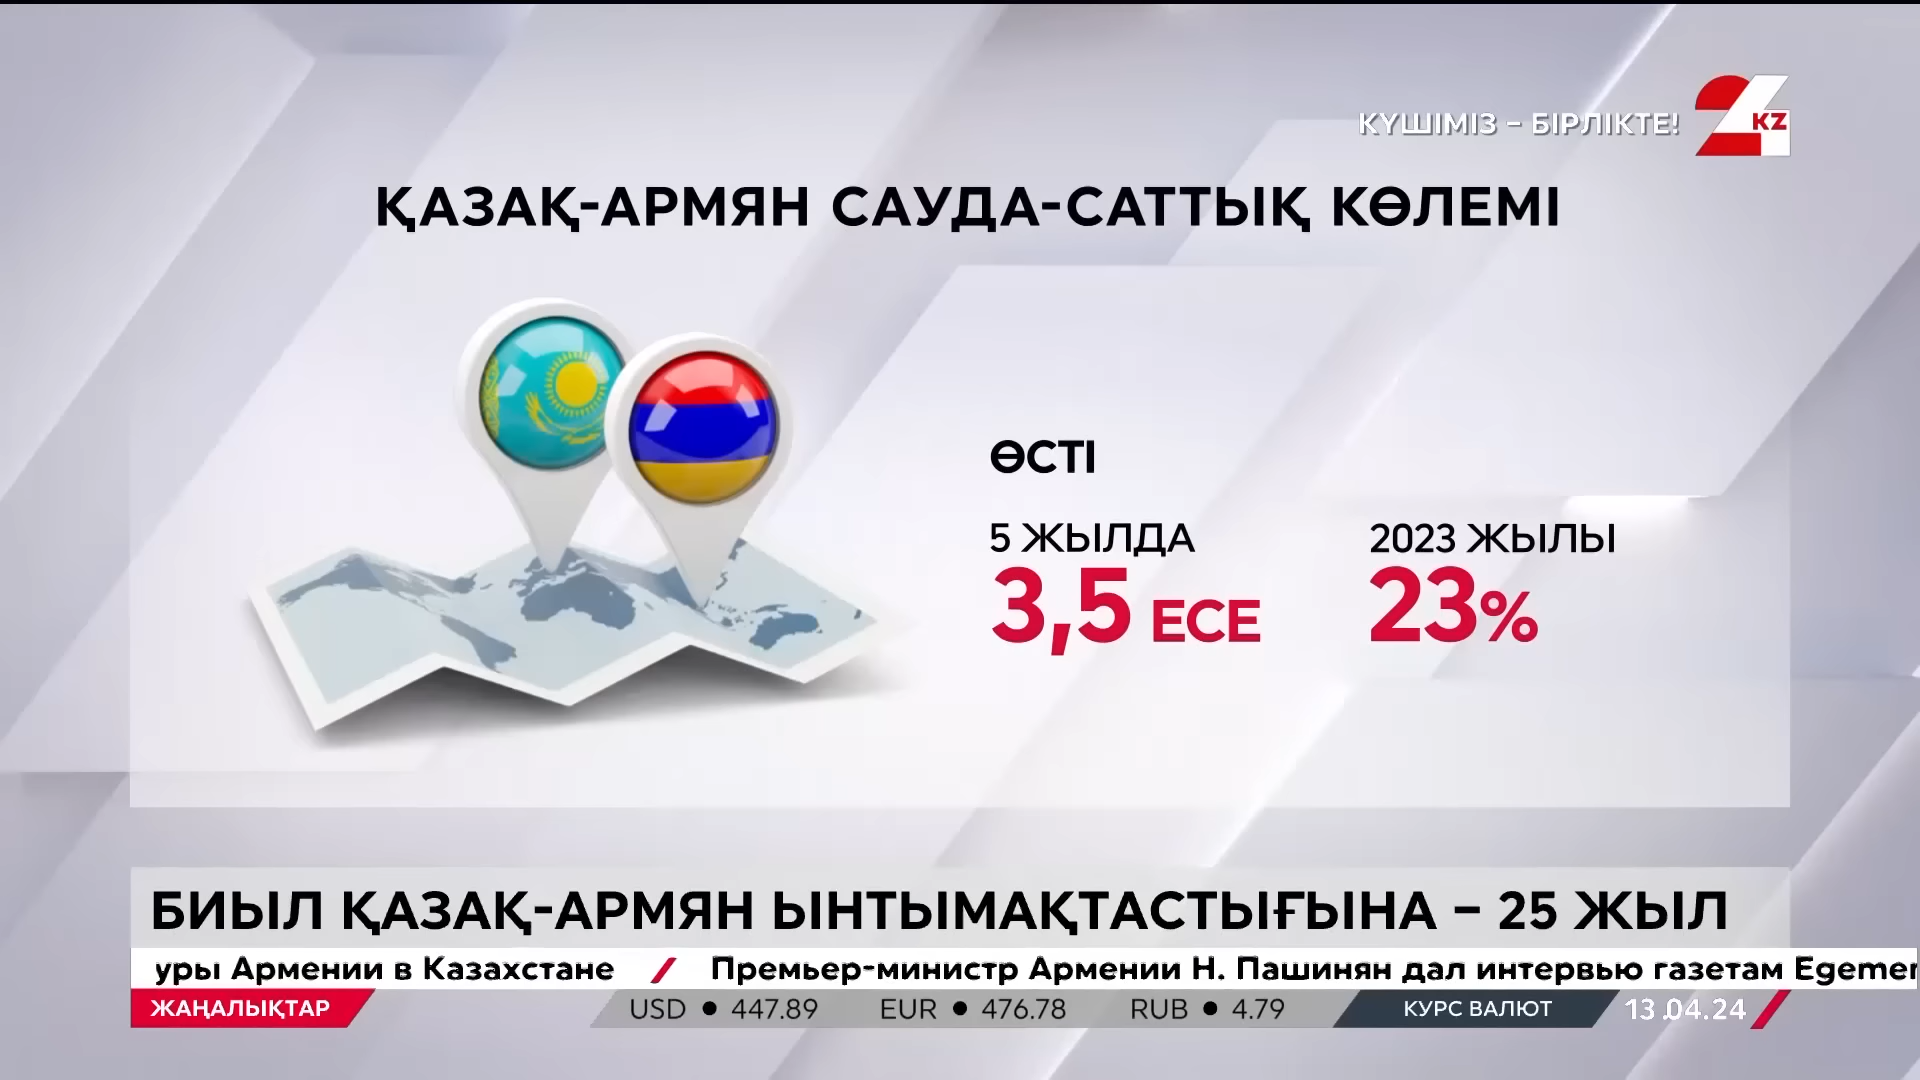 КҮШІМІЗ – БІРЛІКТЕ!
24 KZ
ҚАЗАҚ-АРМЯН САУДА-САТТЫҚ КӨЛЕМІ
ӨСТІ
5 ЖЫЛДА
2023 ЖЫЛЫ
3,5 ЕСЕ
23%
БИЫЛ ҚАЗАҚ-АРМЯН ЫНТЫМАҚТАСТЫҒЫНА – 25 ЖЫЛ
уры Армении в Казахстане / Премьер-министр Армении Н. Пашинян дал интервью газетам Egemen
ЖАҢАЛЫҚТАР USD • 447.89 EUR • 476.78 RUB • 4.79 КУРС ВАЛЮТ 13.04.24